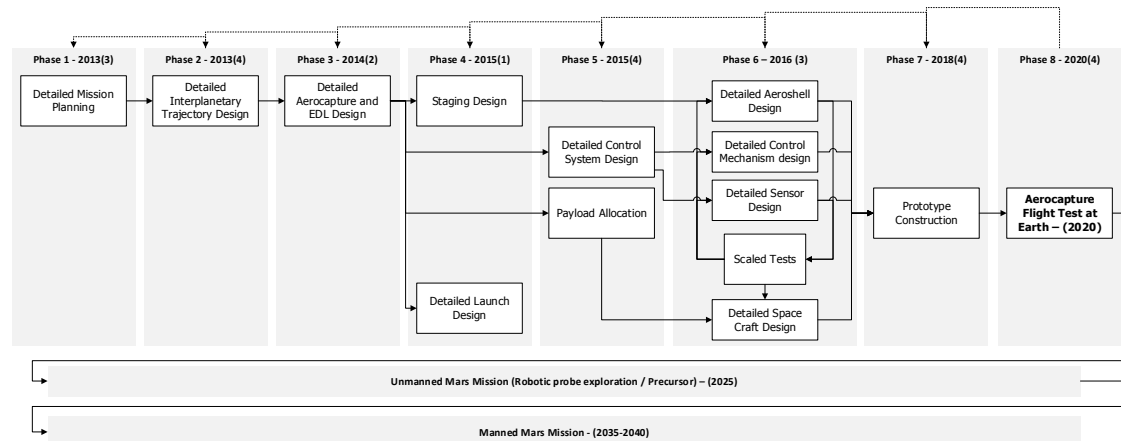 Phase 1 - 2013(3)
Phase 2 - 2013(4)
Phase 3 - 2014(2)
Phase 4 - 2015(1)
Phase 5 - 2015(4)
Phase 6 – 2016 (3)
Phase 7 - 2018(4)
Phase 8 - 2020(4)
Detailed Mission
Planning
Detailed
Interplanetary
Trajectory Design
Detailed
Aerocapture and
EDL Design
Staging Design
Detailed Launch
Design
Detailed Control
System Design
Payload Allocation
Detailed Aeroshell
Design
Detailed Control
Mechanism design
Detailed Sensor
Design
Scaled Tests
Detailed Space
Craft Design
Prototype
Construction
Aerocapture
Flight Test at
Earth – (2020)
Unmanned Mars Mission (Robotic probe exploration / Precursor) – (2025)
Manned Mars Mission - (2035-2040)